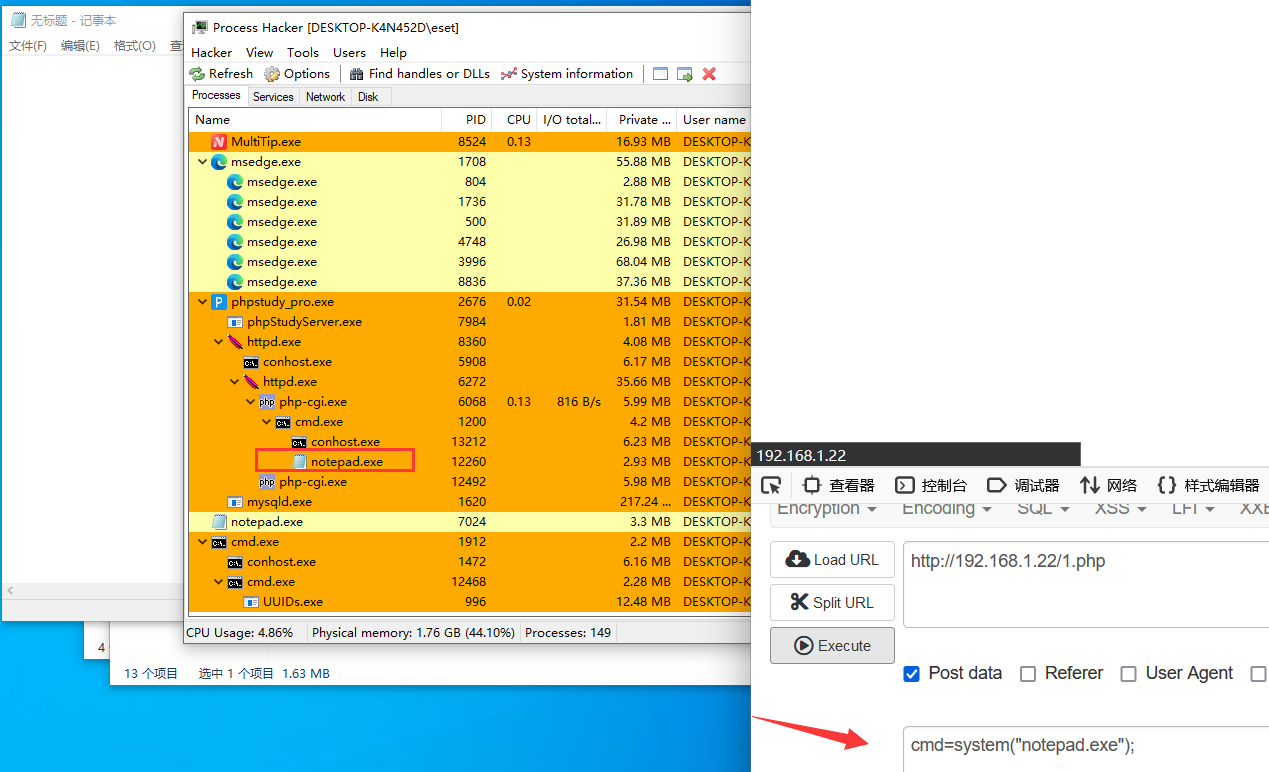 无标题 - 记事本
文件(F) 编辑(E) 格式(O) 查
Process Hacker [DESKTOP-K4N452D\eset]
Hacker View Tools Users Help
Refresh Options Find handles or DLLs System information
Processes Services Network Disk
Name PID CPU I/O total... Private ... User name
MultiTip.exe 8524 0.13 16.93 MB DESKTOP-K
msedge.exe 1708 55.88 MB DESKTOP-K
msedge.exe 804 2.88 MB DESKTOP-K
msedge.exe 1736 31.78 MB DESKTOP-K
msedge.exe 500 31.89 MB DESKTOP-K
msedge.exe 4748 26.98 MB DESKTOP-K
msedge.exe 3996 68.04 MB DESKTOP-K
msedge.exe 8836 37.36 MB DESKTOP-K
phpstudy_pro.exe 2676 0.02 31.54 MB DESKTOP-K
phpStudyServer.exe 7984 1.81 MB DESKTOP-K
httpd.exe 8360 4.08 MB DESKTOP-K
conhost.exe 5908 6.17 MB DESKTOP-K
httpd.exe 6272 35.66 MB DESKTOP-K
php php-cgi.exe 6068 0.13 816 B/s 5.99 MB DESKTOP-K
cmd.exe 1200 4.2 MB DESKTOP-K
conhost.exe 13212 6.23 MB DESKTOP-K
notepad.exe 12260 2.93 MB DESKTOP-K
php php-cgi.exe 12492 5.98 MB DESKTOP-K
mysqld.exe 1620 217.24 ... DESKTOP-K
notepad.exe 7024 3.3 MB DESKTOP-K
cmd.exe 1912 2.2 MB DESKTOP-K
conhost.exe 1472 6.16 MB DESKTOP-K
cmd.exe 12468 2.28 MB DESKTOP-K
UUIDs.exe 996 12.48 MB DESKTOP-K
CPU Usage: 4.86% Physical memory: 1.76 GB (44.10%) Processes: 149
4
13 个项目 选中 1 个项目 1.63 MB
192.168.1.22
查看器 控制台 调试器 网络 样式编辑器
Encryption Encoding SQL XSS LFI XXE
Load URL
http://192.168.1.22/1.php
Split URL
Execute
Post data Referer User Agent
cmd=system("notepad.exe");